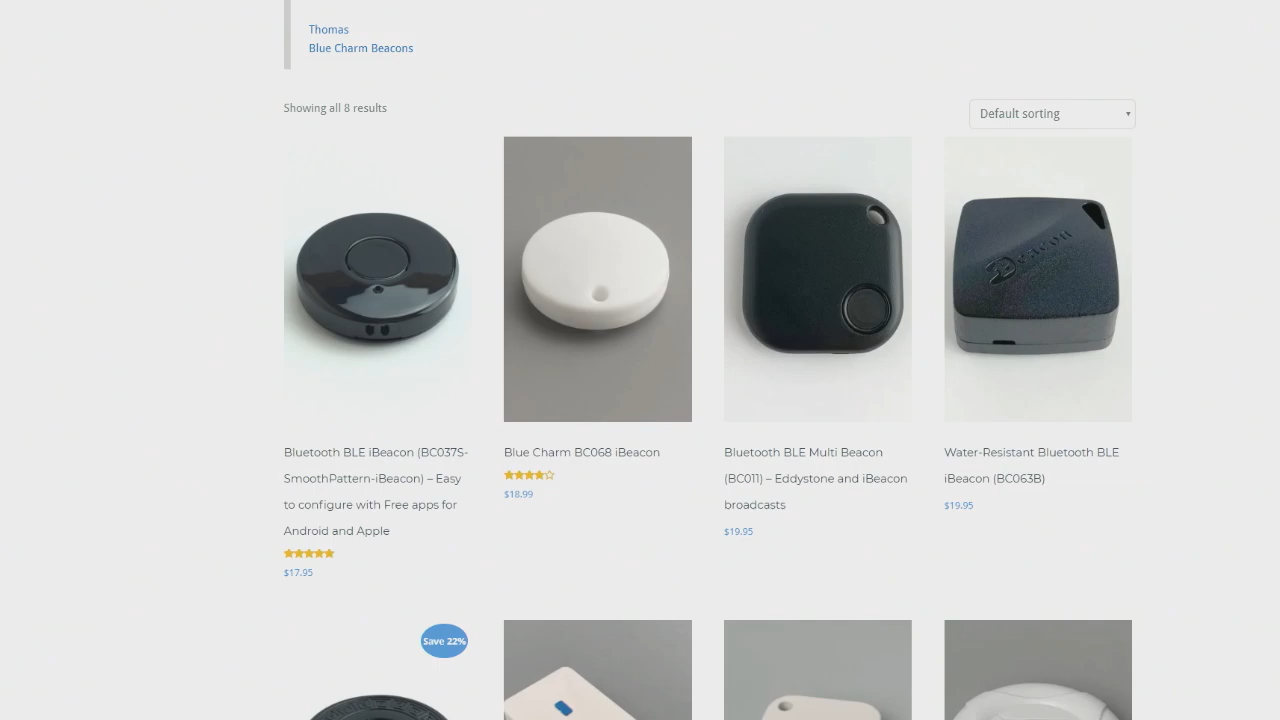 Thomas
Blue Charm Beacons
Showing all 8 results
Default sorting
Bluetooth BLE iBeacon (BC037S-
SmoothPattern-iBeacon) – Easy
to configure with Free apps for
Android and Apple
$17.95
Blue Charm BC068 iBeacon
$18.99
Bluetooth BLE Multi Beacon
(BC011) – Eddystone and iBeacon
broadcasts
$19.95
Beacon
Water-Resistant Bluetooth BLE
iBeacon (BC063B)
$19.95
Save 22%